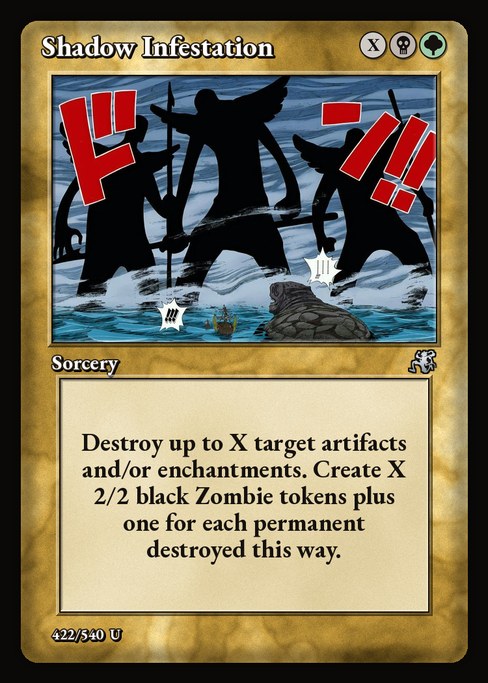 Shadow Infestation
X
ドン!!
!!!
!!!
Sorcery
Destroy up to X target artifacts
and/or enchantments. Create X
2/2 black Zombie tokens plus
one for each permanent
destroyed this way.
422/540 U